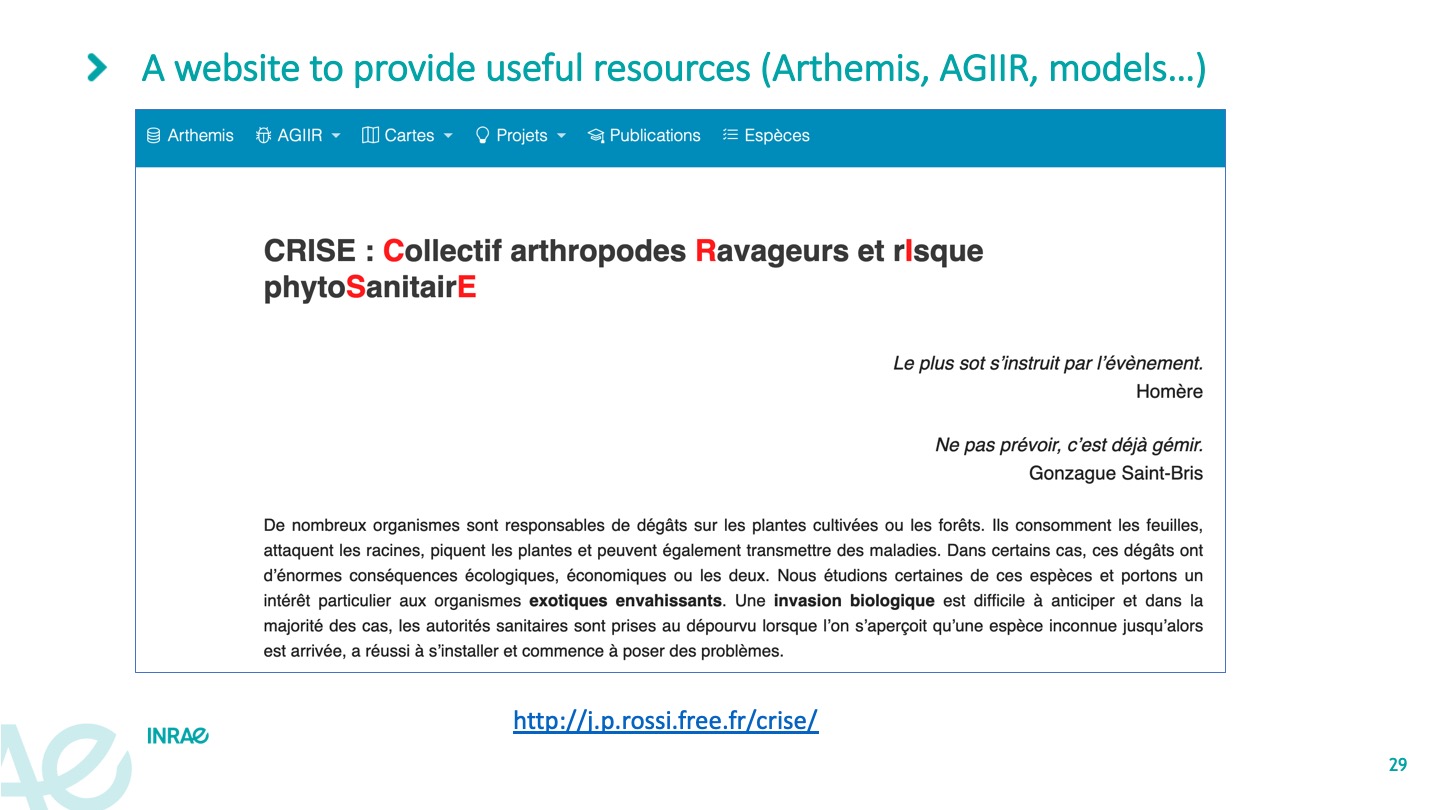 A website to provide useful resources (Arthemis, AGIIR, models…)
Arthemis AGIIR Cartes Projets Publications Espèces
CRISE : Collectif arthropodes Ravageurs et rIsque
phytoSanitairE
Le plus sot s’instruit par l’évènement.
Homère
Ne pas prévoir, c’est déjà gémir.
Gonzague Saint-Bris
De nombreux organismes sont responsables de dégâts sur les plantes cultivées ou les forêts. Ils consomment les feuilles,
attaquent les racines, piquent les plantes et peuvent également transmettre des maladies. Dans certains cas, ces dégâts ont
d’énormes conséquences écologiques, économiques ou les deux. Nous étudions certaines de ces espèces et portons un
intérêt particulier aux organismes exotiques envahissants. Une invasion biologique est difficile à anticiper et dans la
majorité des cas, les autorités sanitaires sont prises au dépourvu lorsque l’on s’aperçoit qu’une espèce inconnue jusqu’alors
est arrivée, a réussi à s’installer et commence à poser des problèmes.
http://j.p.rossi.free.fr/crise/
INRAE
29